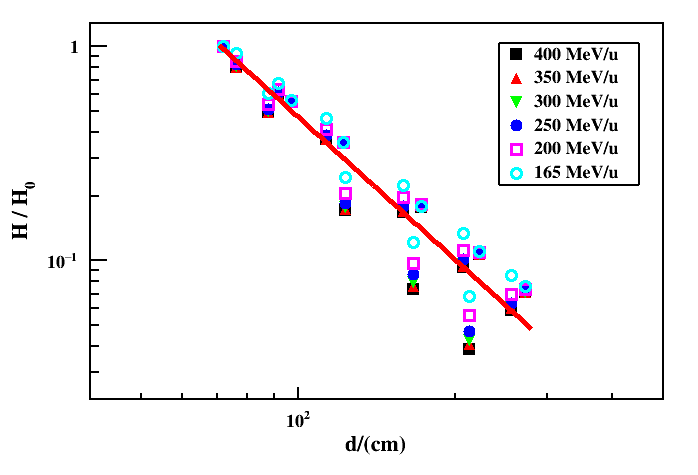 1
400 MeV/u
350 MeV/u
300 MeV/u
250 MeV/u
200 MeV/u
165 MeV/u
H / H₀
10⁻¹
10²
d/(cm)